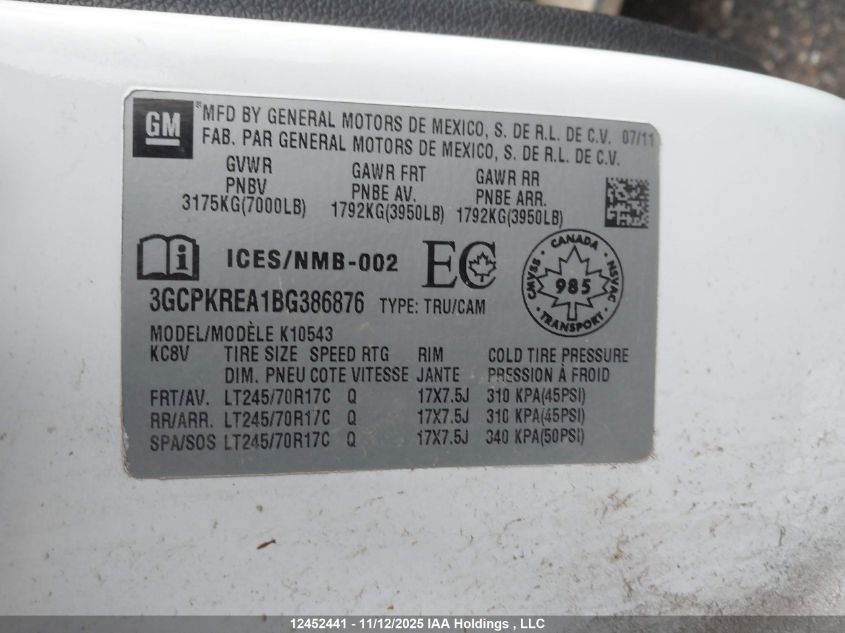 GM
*MFD BY GENERAL MOTORS DE MEXICO, S. DE R.L. DE C.V. 07/11
FAB. PAR GENERAL MOTORS DE MEXICO, S. DE R.L. DE C.V.
GVWR GAWR FRT GAWR RR
PNBV PNBE AV. PNBE ARR.
3175KG(7000LB) 1792KG(3950LB) 1792KG(3950LB)
i ICES/NMB-002 EC
CANADA
CMVSS 985 NSVAC
TRANSPORT
3GCPKREA1BG386876 TYPE: TRU/CAM
MODEL/MODÈLE K10543
KC8V TIRE SIZE SPEED RTG RIM COLD TIRE PRESSURE
DIM. PNEU COTE VITESSE JANTE PRESSION À FROID
FRT/AV. LT245/70R17C Q 17X7.5J 310 KPA(45PSI)
RR/ARR. LT245/70R17C Q 17X7.5J 310 KPA(45PSI)
SPA/SOS LT245/70R17C Q 17X7.5J 340 KPA(50PSI)
12452441 - 11/12/2025 IAA Holdings , LLC